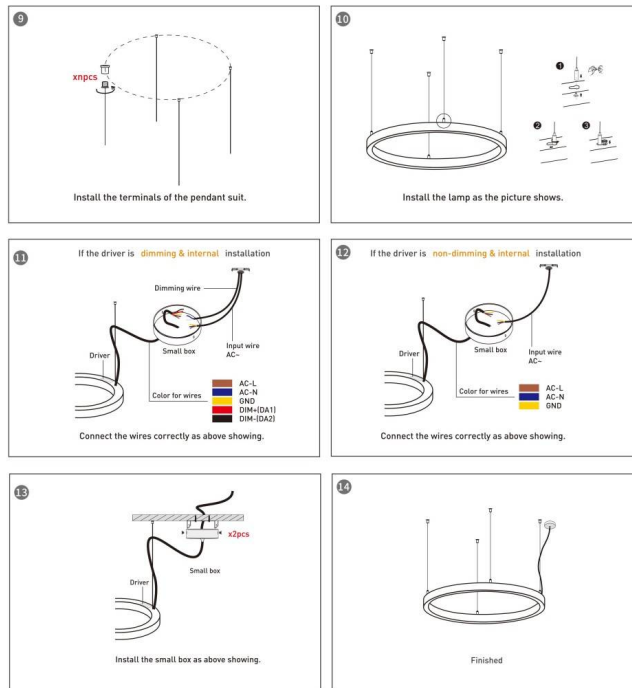 9
xnpcs
Install the terminals of the pendant suit.
10
1
2
3
Install the lamp as the picture shows.
11
If the driver is dimming & internal installation
Dimming wire
Small box
Input wire
AC~
Driver
Color for wires
AC-L
AC-N
GND
DIM+(DA1)
DIM-(DA2)
Connect the wires correctly as above showing.
12
If the driver is non-dimming & internal installation
Small box
Input wire
AC~
Driver
Color for wires
AC-L
AC-N
GND
Connect the wires correctly as above showing.
13
x2pcs
Small box
Driver
Install the small box as above showing.
14
Finished